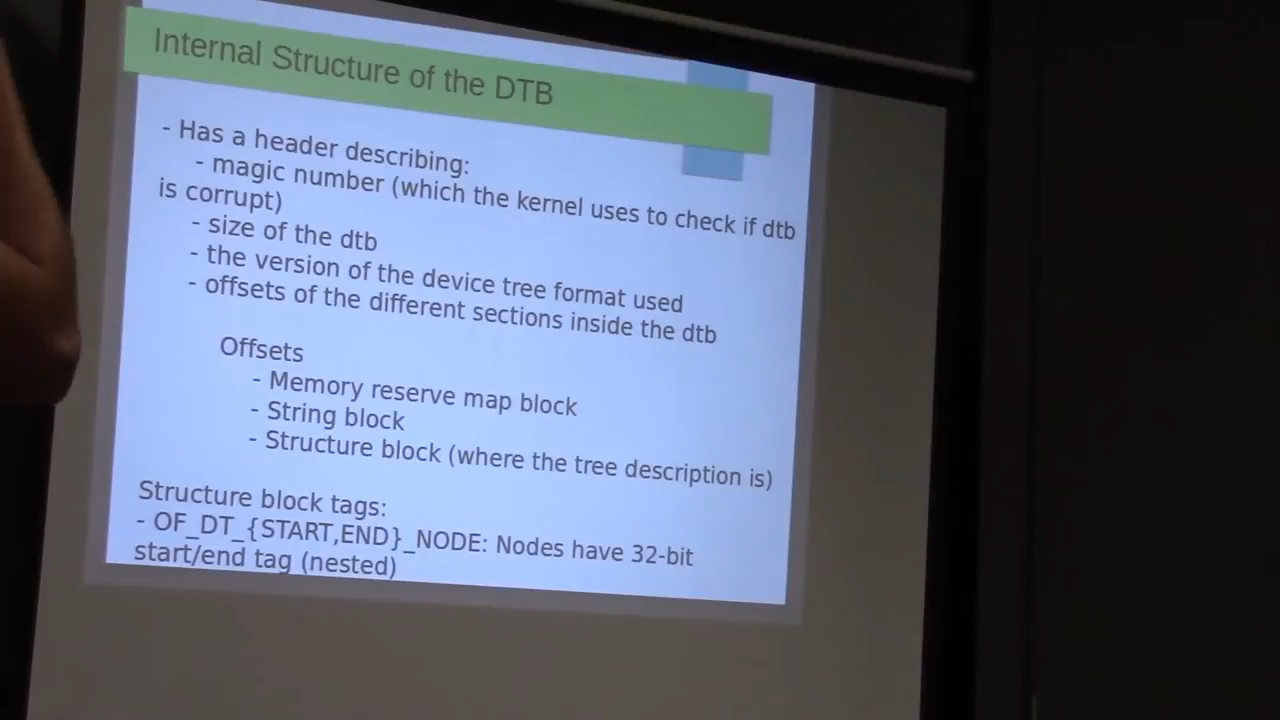 Internal Structure of the DTB
- Has a header describing:
- magic number (which the kernel uses to check if dtb
is corrupt)
- size of the dtb
- the version of the device tree format used
- offsets of the different sections inside the dtb
Offsets
- Memory reserve map block
- String block
- Structure block (where the tree description is)
Structure block tags:
- OF_DT_{START,END}_NODE: Nodes have 32-bit
start/end tag (nested)